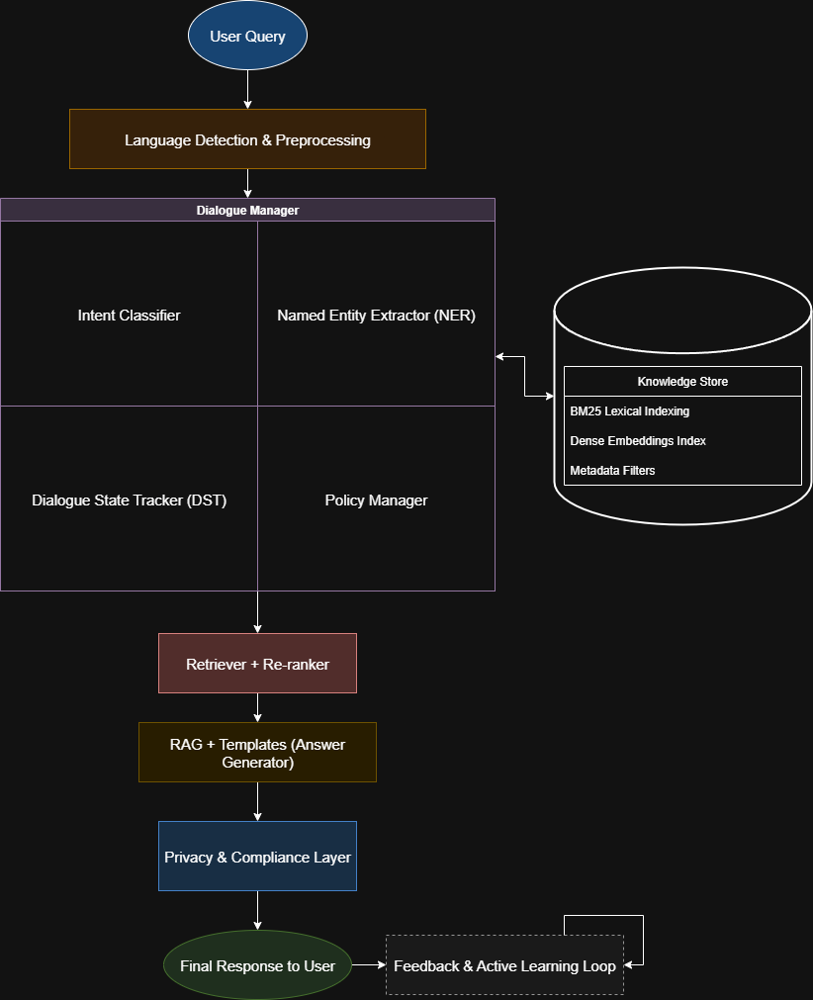 User Query
Language Detection & Preprocessing
Dialogue Manager
Intent Classifier
Named Entity Extractor (NER)
Dialogue State Tracker (DST)
Policy Manager
Knowledge Store
BM25 Lexical Indexing
Dense Embeddings Index
Metadata Filters
Retriever + Re-ranker
RAG + Templates (Answer
Generator)
Privacy & Compliance Layer
Final Response to User
Feedback & Active Learning Loop